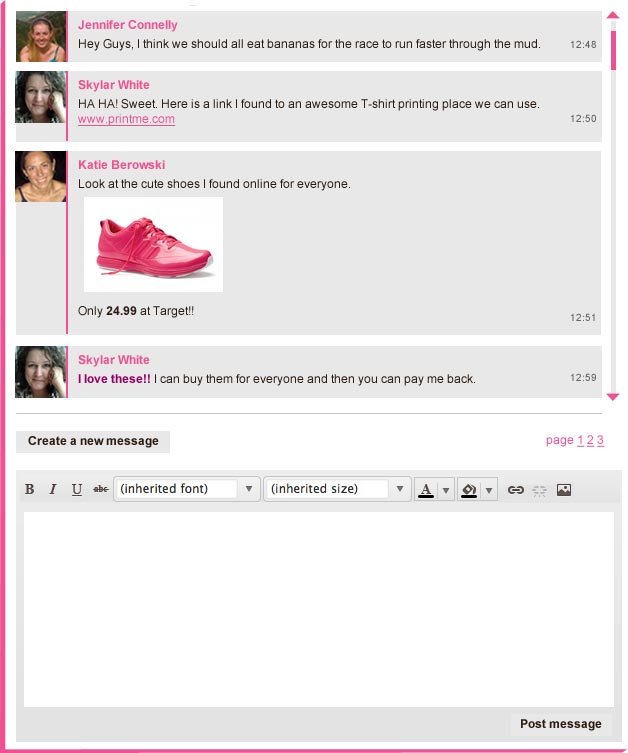 Jennifer Connelly
Hey Guys, I think we should all eat bananas for the race to run faster through the mud.
12:48
Skylar White
HA HA! Sweet. Here is a link I found to an awesome T-shirt printing place we can use.
www.printme.com
12:50
Katie Berowski
Look at the cute shoes I found online for everyone.
Only 24.99 at Target!!
12:51
Skylar White
I love these!! I can buy them for everyone and then you can pay me back.
12:59
Create a new message
page 1 2 3
B I U abc (inherited font) (inherited size) A
Post message